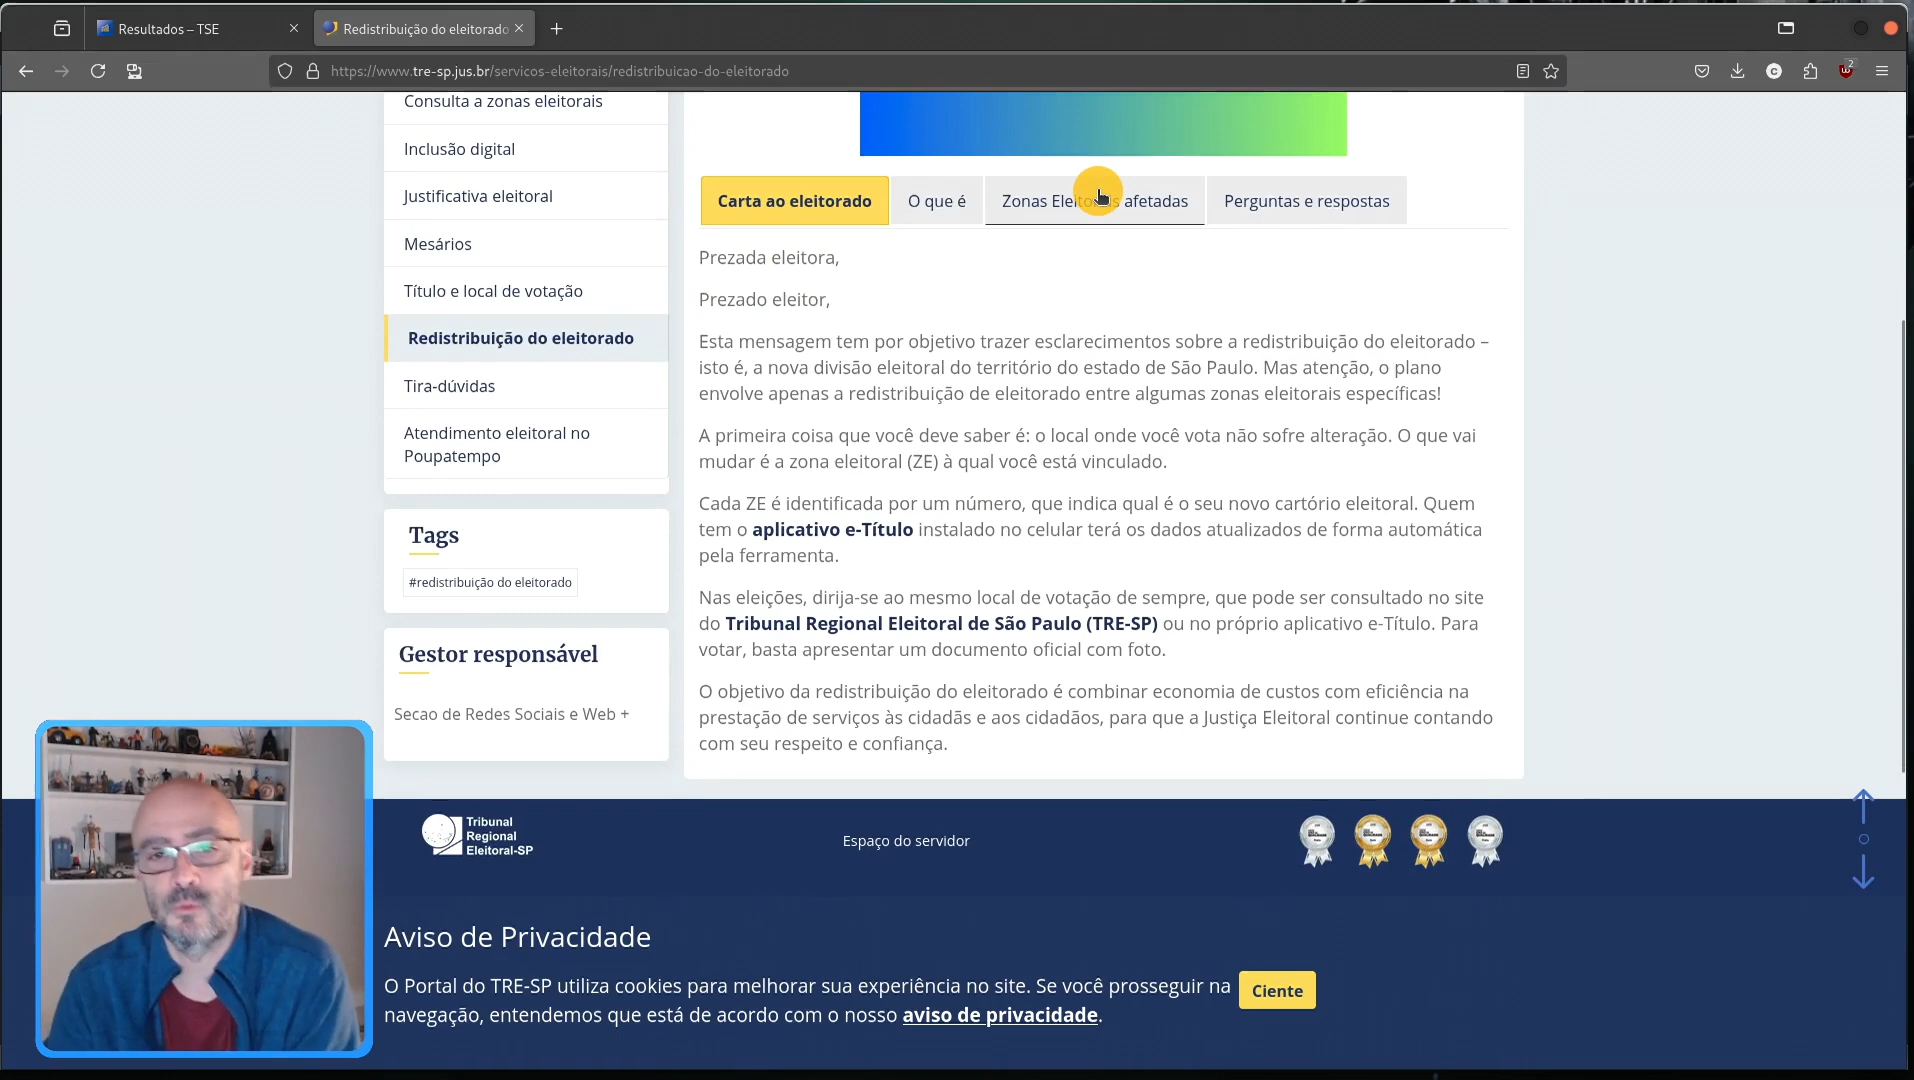 Resultados – TSE
Redistribuição do eleitorado
https://www.tre-sp.jus.br/servicos-eleitorais/redistribuicao-do-eleitorado
2
Consulta a zonas eleitorais
Inclusão digital
Justificativa eleitoral
Mesários
Título e local de votação
Redistribuição do eleitorado
Tira-dúvidas
Atendimento eleitoral no
Poupatempo
Tags
#redistribuição do eleitorado
Gestor responsável
Secao de Redes Sociais e Web +
Carta ao eleitorado
O que é
Zonas Eleitorais afetadas
Perguntas e respostas
Prezada eleitora,
Prezado eleitor,
Esta mensagem tem por objetivo trazer esclarecimentos sobre a redistribuição do eleitorado –
isto é, a nova divisão eleitoral do território do estado de São Paulo. Mas atenção, o plano
envolve apenas a redistribuição de eleitorado entre algumas zonas eleitorais específicas!
A primeira coisa que você deve saber é: o local onde você vota não sofre alteração. O que vai
mudar é a zona eleitoral (ZE) à qual você está vinculado.
Cada ZE é identificada por um número, que indica qual é o seu novo cartório eleitoral. Quem
tem o aplicativo e-Título instalado no celular terá os dados atualizados de forma automática
pela ferramenta.
Nas eleições, dirija-se ao mesmo local de votação de sempre, que pode ser consultado no site
do Tribunal Regional Eleitoral de São Paulo (TRE-SP) ou no próprio aplicativo e-Título. Para
votar, basta apresentar um documento oficial com foto.
O objetivo da redistribuição do eleitorado é combinar economia de custos com eficiência na
prestação de serviços às cidadãs e aos cidadãos, para que a Justiça Eleitoral continue contando
com seu respeito e confiança.
Tribunal
Regional
Eleitoral-SP
Espaço do servidor
Aviso de Privacidade
O Portal do TRE-SP utiliza cookies para melhorar sua experiência no site. Se você prosseguir na
navegação, entendemos que está de acordo com o nosso aviso de privacidade.
Ciente